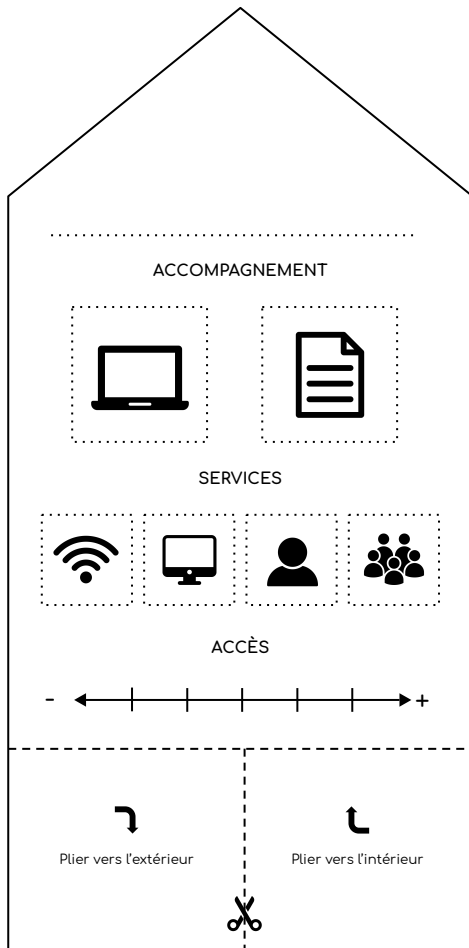 ACCOMPAGNEMENT
SERVICES
ACCÈS
- +
Plier vers l'extérieur
Plier vers l'intérieur